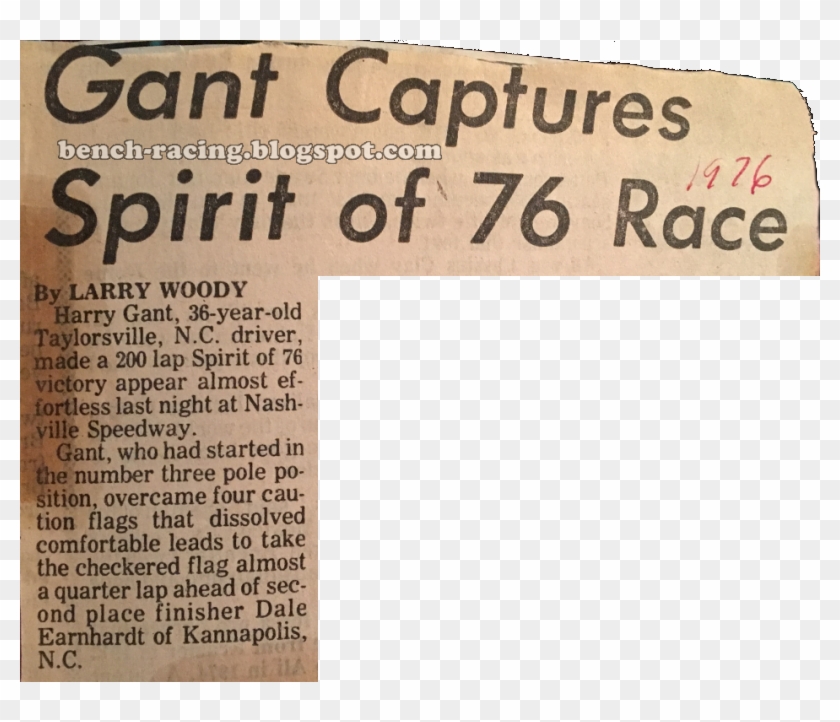 Gant Captures
bench-racing.blogspot.com
1976
Spirit of 76 Race
By LARRY WOODY
Harry Gant, 36-year-old
Taylorsville, N.C. driver,
made a 200 lap Spirit of 76
victory appear almost ef-
fortless last night at Nash-
ville Speedway.
Gant, who had started in
the number three pole po-
sition, overcame four cau-
tion flags that dissolved
comfortable leads to take
the checkered flag almost
a quarter lap ahead of sec-
ond place finisher Dale
Earnhardt of Kannapolis,
N.C.